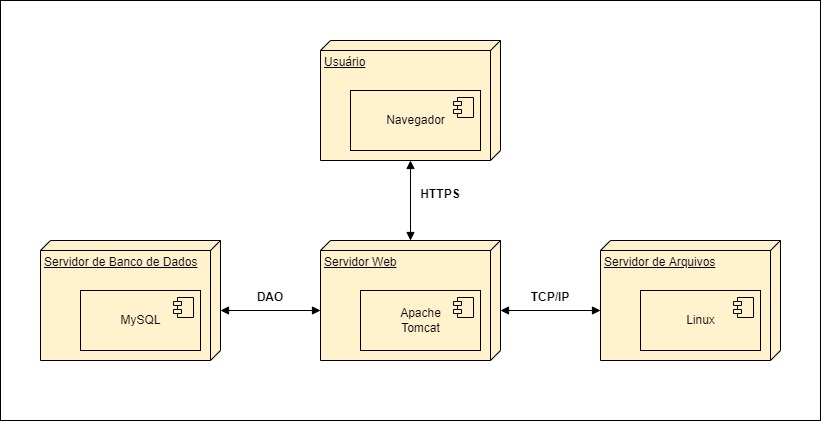 Usuário
Navegador
HTTPS
Servidor de Banco de Dados
MySQL
DAO
Servidor Web
Apache
Tomcat
TCP/IP
Servidor de Arquivos
Linux